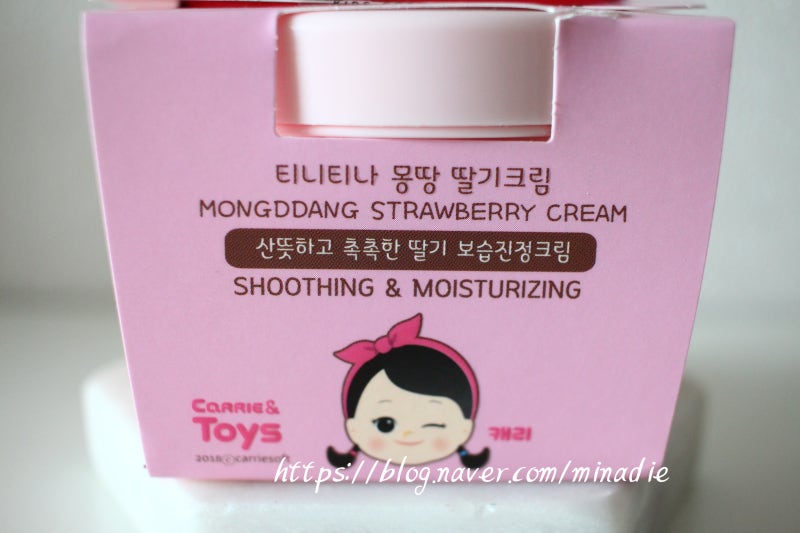 티니티나 몽땅 딸기크림
MONGDDANG STRAWBERRY CREAM
산뜻하고 촉촉한 딸기 보습진정크림
SHOOTHING & MOISTURIZING
CARRIE&
Toys
캐리
2018©carriesoft
https://blog.naver.com/minadie